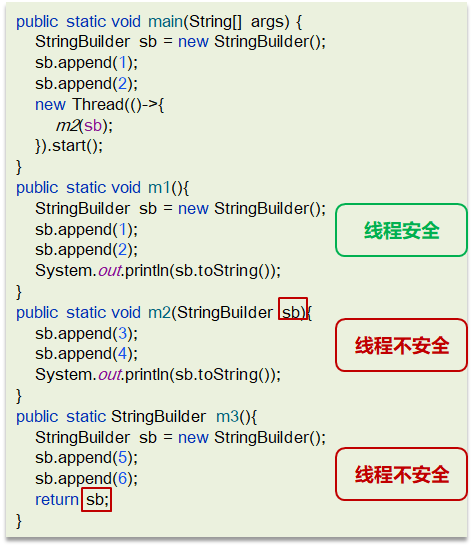 public static void main(String[] args) {
StringBuilder sb = new StringBuilder();
sb.append(1);
sb.append(2);
new Thread(()->{
m2(sb);
}).start();
}
public static void m1(){
StringBuilder sb = new StringBuilder();
sb.append(1);
sb.append(2);
System.out.println(sb.toString());
}
线程安全
public static void m2(StringBuilder sb){
sb.append(3);
sb.append(4);
System.out.println(sb.toString());
}
线程不安全
public static StringBuilder m3(){
StringBuilder sb = new StringBuilder();
sb.append(5);
sb.append(6);
return sb;
}
线程不安全